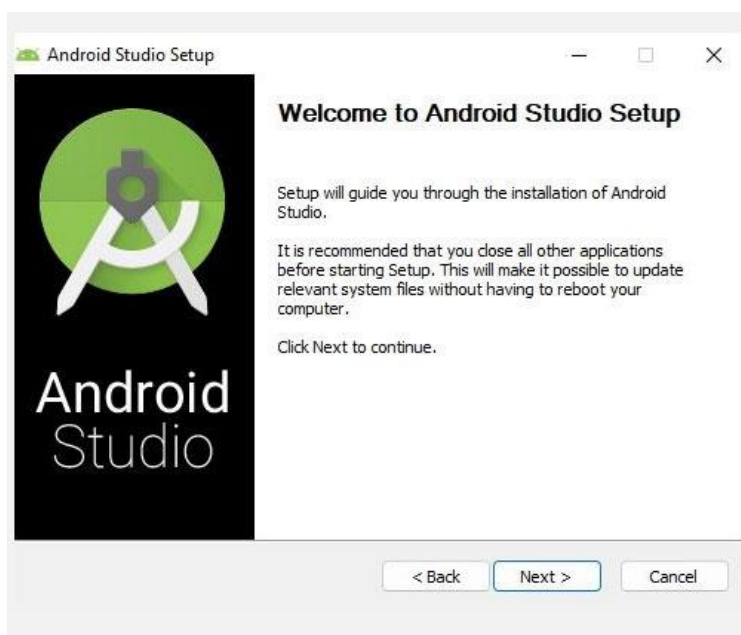 Android Studio Setup
Welcome to Android Studio Setup
Setup will guide you through the installation of Android
Studio.
It is recommended that you close all other applications
before starting Setup. This will make it possible to update
relevant system files without having to reboot your
computer.
Click Next to continue.
Android
Studio
< Back
Next >
Cancel